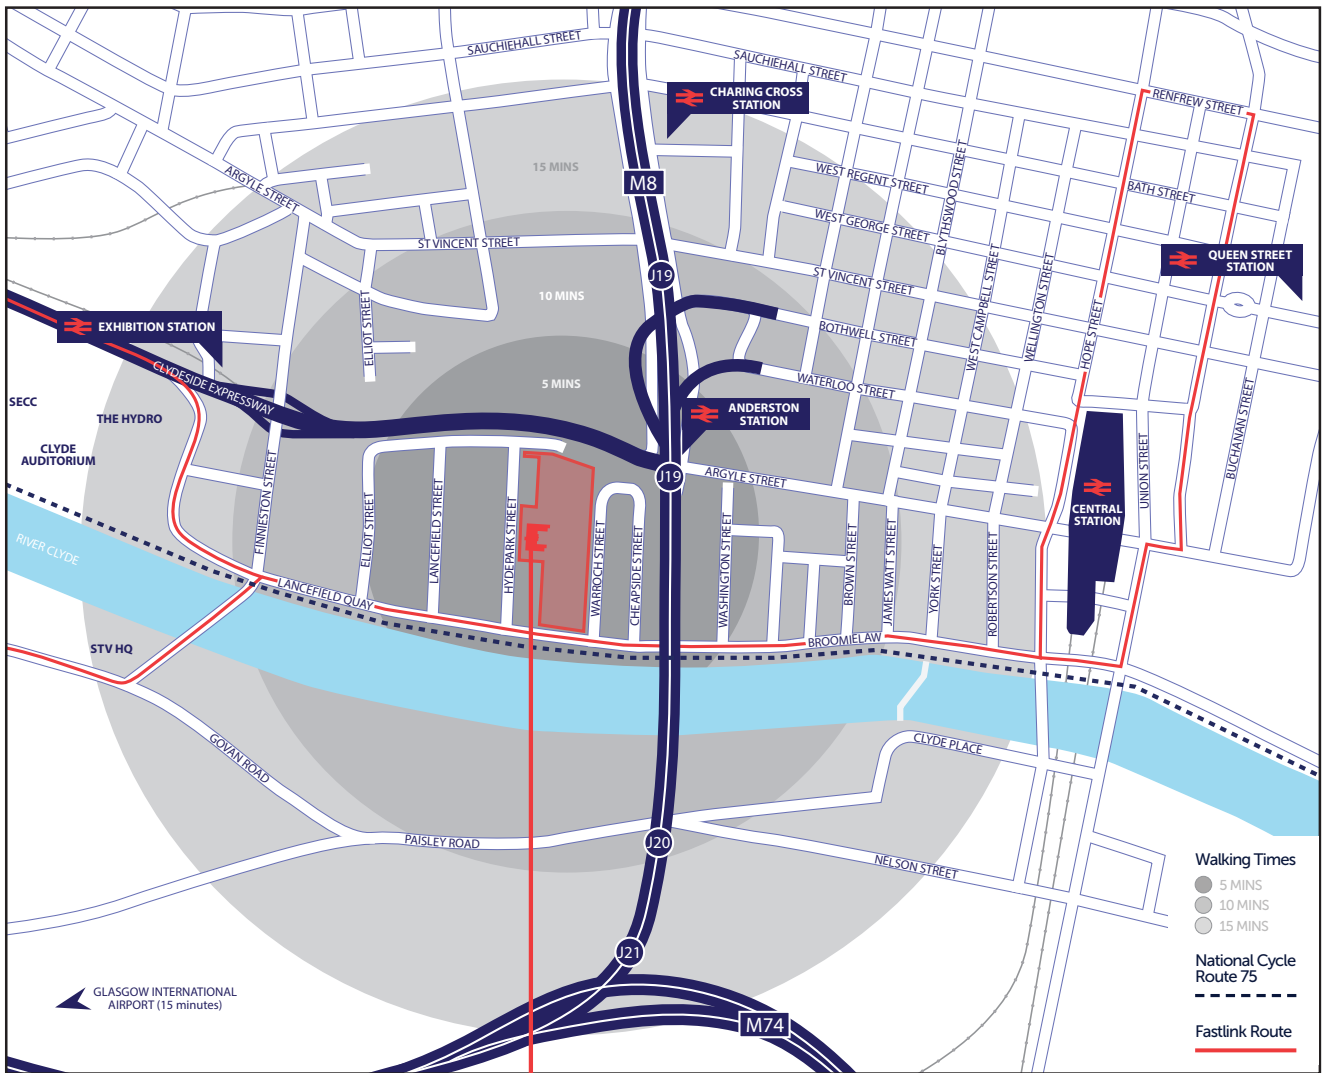 SAUCHIEHALL STREET
SAUCHIEHALL STREET
CHARING CROSS
STATION
RENFREW STREET
15 MINS
M8
ARGYLE STREET
WEST REGENT STREET
BLYTHSWOOD STREET
BATH STREET
WEST GEORGE STREET
ST VINCENT STREET
J19
ST VINCENT STREET
QUEEN STREET
STATION
10 MINS
EXHIBITION STATION
ELLIOT STREET
BOTHWELL STREET
WEST CAMPBELL STREET
WELLINGTON STREET
HOPE STREET
CLYDESIDE EXPRESSWAY
5 MINS
WATERLOO STREET
SECC
THE HYDRO
ANDERSTON
STATION
BUCHANAN STREET
CLYDE
AUDITORIUM
J19
ARGYLE STREET
UNION STREET
CENTRAL
STATION
FINNIESTON STREET
ELLIOT STREET
LANCEFIELD STREET
HYDEPARK STREET
WARROCH STREET
CHEAPSIDE STREET
WASHINGTON STREET
BROWN STREET
JAMES WATT STREET
YORK STREET
ROBERTSON STREET
RIVER CLYDE
LANCEFIELD QUAY
BROOMIELAW
STV HQ
GOVAN ROAD
CLYDE PLACE
PAISLEY ROAD
J20
NELSON STREET
J21
GLASGOW INTERNATIONAL
AIRPORT (15 minutes)
M74
Walking Times
5 MINS
10 MINS
15 MINS
National Cycle
Route 75
Fastlink Route